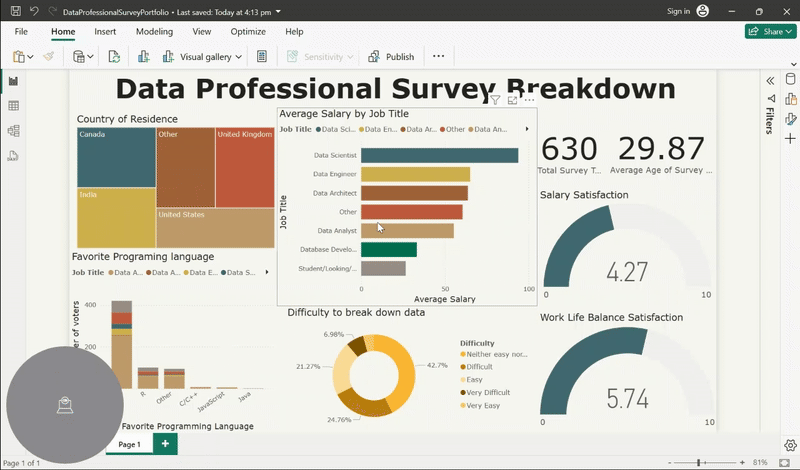 DataProfessionalSurveyPortfolio • Last saved: Today at 4:13 pm
Sign in
File Home Insert Modeling View Optimize Help
Share
Visual gallery
Sensitivity
Publish
Data Professional Survey Breakdown
Country of Residence
Canada
Other
United Kingdom
India
United States
Average Salary by Job Title
Job Title Data Sci... Data En... Data Ar... Other Data An...
Job Title
Data Scientist
Data Engineer
Data Architect
Other
Data Analyst
Database Develo...
Student/Looking/...
0 50 100
Average Salary
630
Total Survey T...
29.87
Average Age of Survey ...
Filters
Salary Satisfaction
4.27
0 10
Favorite Programing language
Job Title Data A... Data A... Data E... Data S...
400
200
R
Other
C/C++
JavaScript
Java
Favorite Programming Language
Difficulty to break down data
6.98%
21.27%
24.76%
42.7%
Difficulty
Neither easy nor...
Difficult
Easy
Very Difficult
Very Easy
Work Life Balance Satisfaction
5.74
0 10
Page 1
Page 1 of 1
81%